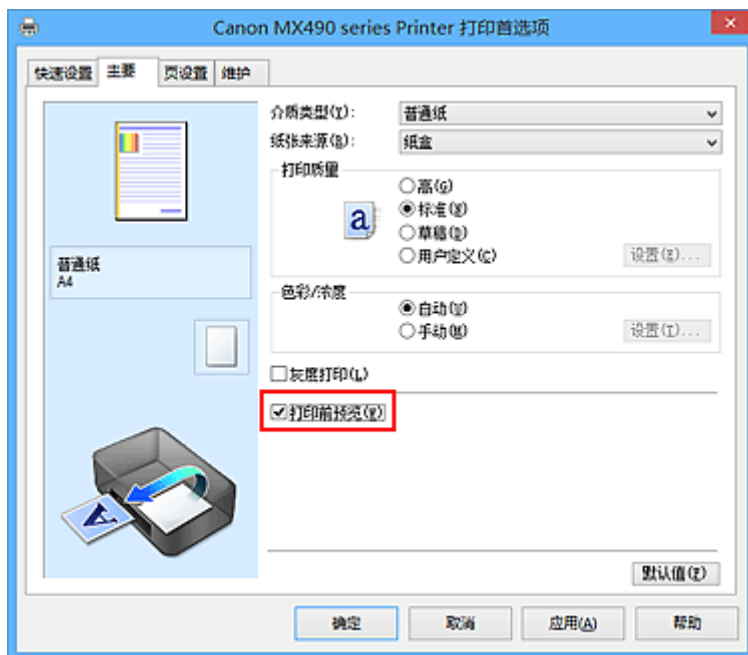 Canon MX490 series Printer 打印首选项
快速设置 主要 页设置 维护
介质类型(Y): 普通纸
纸张来源(R): 纸盒
打印质量
高(G)
a
标准(X)
草稿(D)
用户定义(C) 设置(E)...
普通纸
A4
色彩/浓度
自动(U)
手动(M) 设置(I)...
灰度打印(L)
打印前预览(P)
A
默认值(F)
确定 取消 应用(A) 帮助